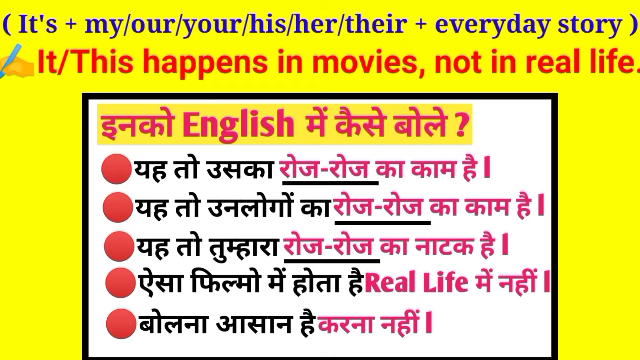 ( It's + my/our/your/his/her/their + everyday story )
✍️It/This happens in movies, not in real life.
इनको English में कैसे बोले ?
🔴यह तो उसका रोज-रोज का काम है l
🔴यह तो उनलोगों का रोज-रोज का काम है l
🔴यह तो तुम्हारा रोज-रोज का नाटक है l
🔴ऐसा फिल्मो में होता है Real Life में नहीं l
🔴बोलना आसान है करना नहीं l